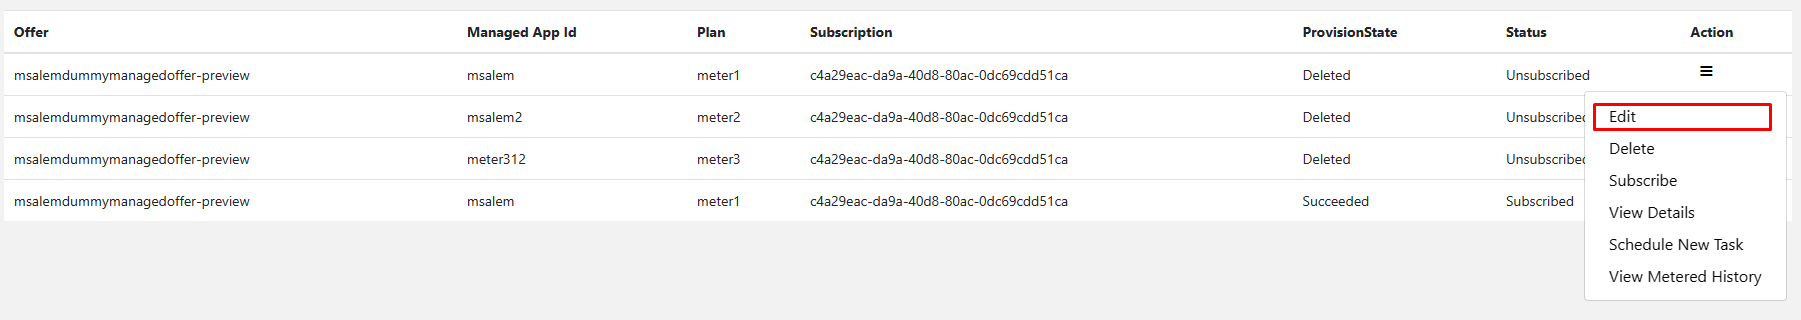 Offer Managed App Id Plan Subscription ProvisionState Status Action
msalemdummymanagedoffer-preview msalem meter1 c4a29eac-da9a-40d8-80ac-0dc69cdd51ca Deleted Unsubscribed
msalemdummymanagedoffer-preview msalem2 meter2 c4a29eac-da9a-40d8-80ac-0dc69cdd51ca Deleted Unsubscribed
msalemdummymanagedoffer-preview meter312 meter3 c4a29eac-da9a-40d8-80ac-0dc69cdd51ca Deleted Unsubscribed
msalemdummymanagedoffer-preview msalem meter1 c4a29eac-da9a-40d8-80ac-0dc69cdd51ca Succeeded Subscribed
Edit
Delete
Subscribe
View Details
Schedule New Task
View Metered History